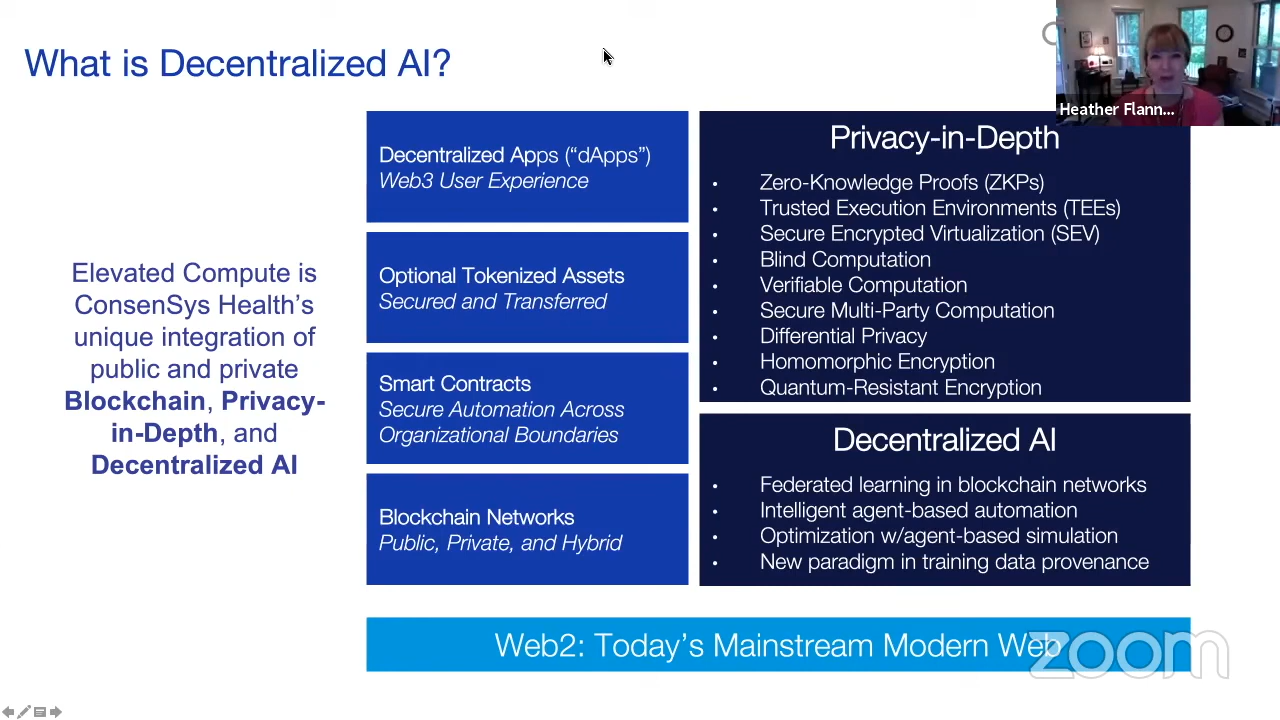 What is Decentralized AI?
Heather Flann...
Elevated Compute is
ConsenSys Health’s
unique integration of
public and private
Blockchain, Privacy-
in-Depth, and
Decentralized AI
Decentralized Apps (“dApps”)
Web3 User Experience
Optional Tokenized Assets
Secured and Transferred
Smart Contracts
Secure Automation Across
Organizational Boundaries
Blockchain Networks
Public, Private, and Hybrid
Privacy-in-Depth
• Zero-Knowledge Proofs (ZKPs)
• Trusted Execution Environments (TEEs)
• Secure Encrypted Virtualization (SEV)
• Blind Computation
• Verifiable Computation
• Secure Multi-Party Computation
• Differential Privacy
• Homomorphic Encryption
• Quantum-Resistant Encryption
Decentralized AI
• Federated learning in blockchain networks
• Intelligent agent-based automation
• Optimization w/agent-based simulation
• New paradigm in training data provenance
Web2: Today’s Mainstream Modern Web
zoom